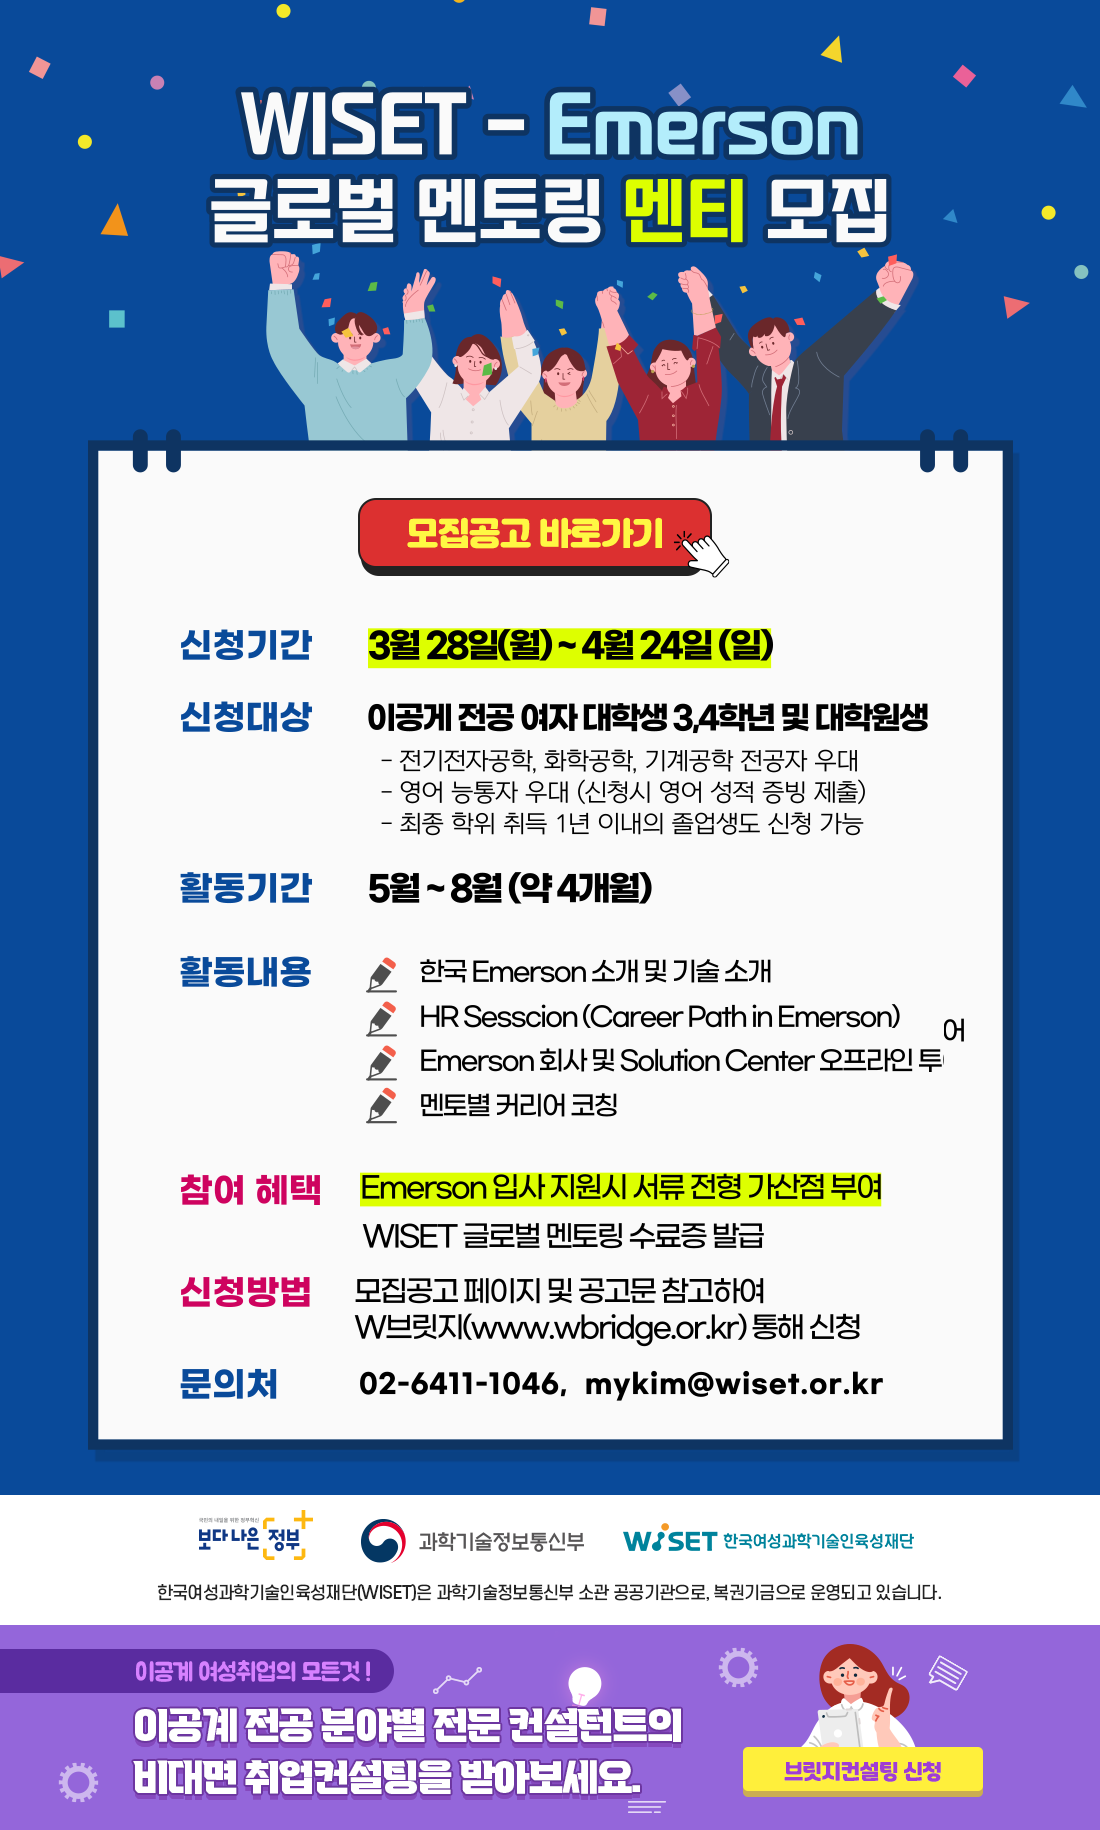 WISET - Emerson
글로벌 멘토링 멘티 모집
모집공고 바로가기
신청기간 3월 28일(월) ~ 4월 24일 (일)
신청대상 이공게 전공 여자 대학생 3,4학년 및 대학원생
- 전기전자공학, 화학공학, 기계공학 전공자 우대
- 영어 능통자 우대 (신청시 영어 성적 증빙 제출)
- 최종 학위 취득 1년 이내의 졸업생도 신청 가능
활동기간 5월 ~ 8월 (약 4개월)
활동내용 한국 Emerson 소개 및 기술 소개
HR Sesscion (Career Path in Emerson)
어
Emerson 회사 및 Solution Center 오프라인 투
멘토별 커리어 코칭
참여 혜택 Emerson 입사 지원시 서류 전형 가산점 부여
WISET 글로벌 멘토링 수료증 발급
신청방법 모집공고 페이지 및 공고문 참고하여
W브릿지(www.wbridge.or.kr) 통해 신청
문의처 02-6411-1046, mykim@wiset.or.kr
국민의 내일을 위한 정부혁신
보다 나은 정부
과학기술정보통신부
WiSET 한국여성과학기술인육성재단
한국여성과학기술인육성재단(WISET)은 과학기술정보통신부 소관 공공기관으로, 복권기금으로 운영되고 있습니다.
이공계 여성취업의 모든것 !
이공계 전공 분야별 전문 컨설턴트의
비대면 취업컨설팅을 받아보세요.
브릿지컨설팅 신청